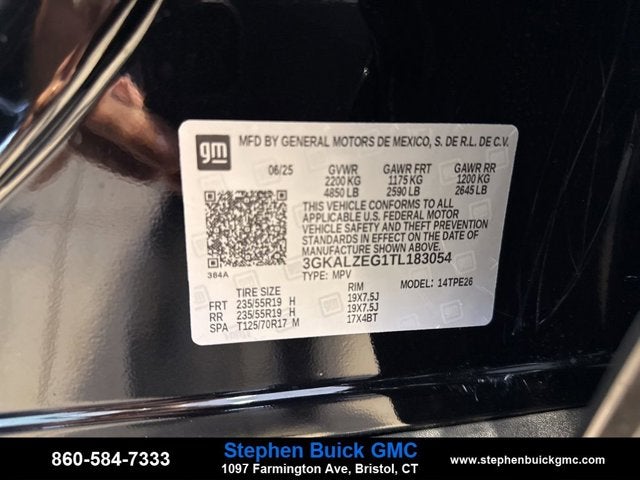 gm
MFD BY GENERAL MOTORS DE MEXICO, S. DE R.L. DE C.V.
06/25 GVWR GAWR FRT GAWR RR
2200 KG 1175 KG 1200 KG
4850 LB 2590 LB 2645 LB
THIS VEHICLE CONFORMS TO ALL
APPLICABLE U.S. FEDERAL MOTOR
VEHICLE SAFETY AND THEFT PREVENTION
STANDARDS IN EFFECT ON THE DATE OF
MANUFACTURE SHOWN ABOVE.
3GKALZEG1TL183054
384A
TYPE: MPV MODEL: 14TPE26
TIRE SIZE RIM
FRT 235/55R19 H 19X7.5J
RR 235/55R19 H 19X7.5J
SPA T125/70R17 M 17X4BT
860-584-7333
Stephen Buick GMC
1097 Farmington Ave, Bristol, CT
www.stephenbuickgmc.com